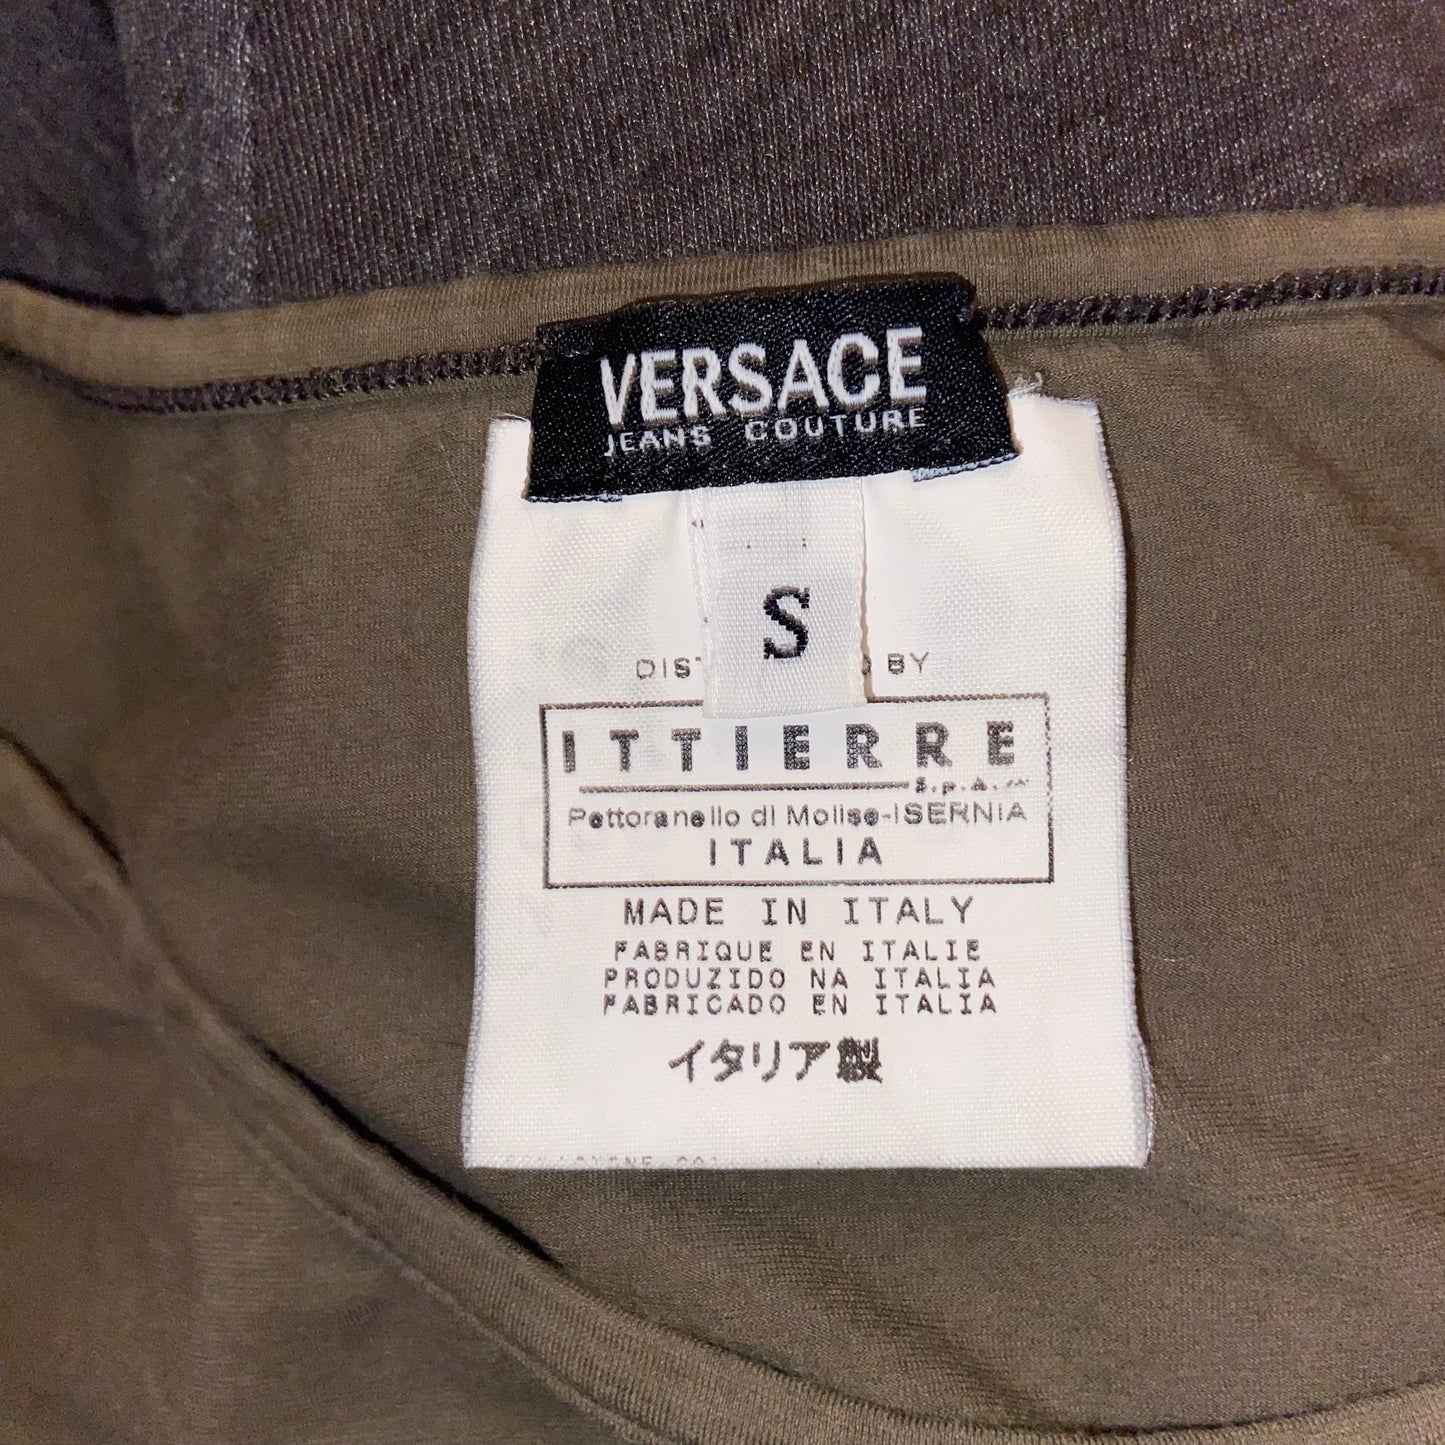 VERSACE
JEANS COUTURE
S
BY
ITTIERRE
S.p.A.
Pettoranello di Molise-ISERNIA
ITALIA
MADE IN ITALY
FABRIQUE EN ITALIE
PRODUZIDO NA ITALIA
FABRICADO EN ITALIA
イタリア製